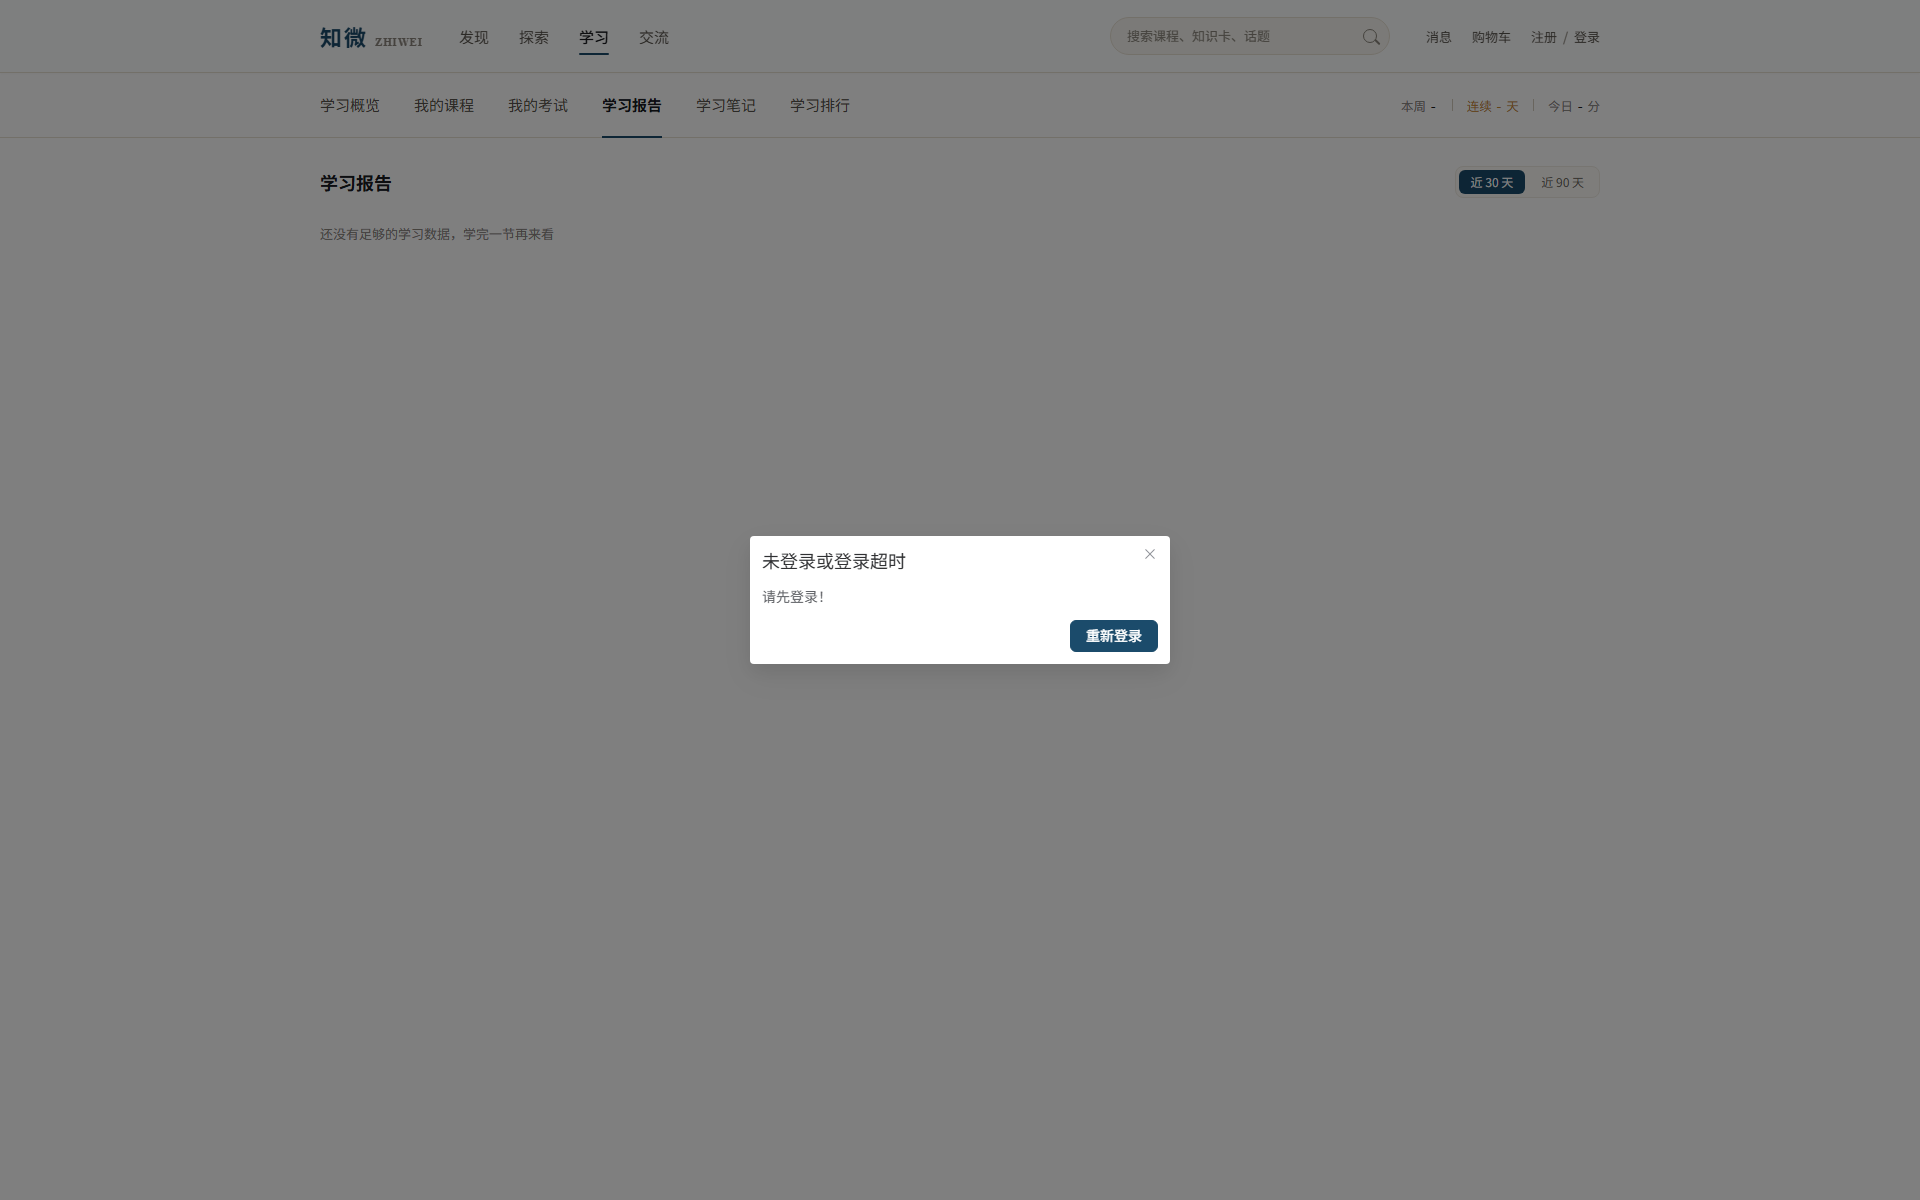 知微 ZHIWEI 发现 探索 学习 交流 搜索课程、知识卡、话题 消息 购物车 注册 / 登录
学习概览 我的课程 我的考试 学习报告 学习笔记 学习排行 本周 - 连续 - 天 今日 - 分
学习报告 近 30 天 近 90 天
还没有足够的学习数据，学完一节再来看
未登录或登录超时
请先登录！
重新登录